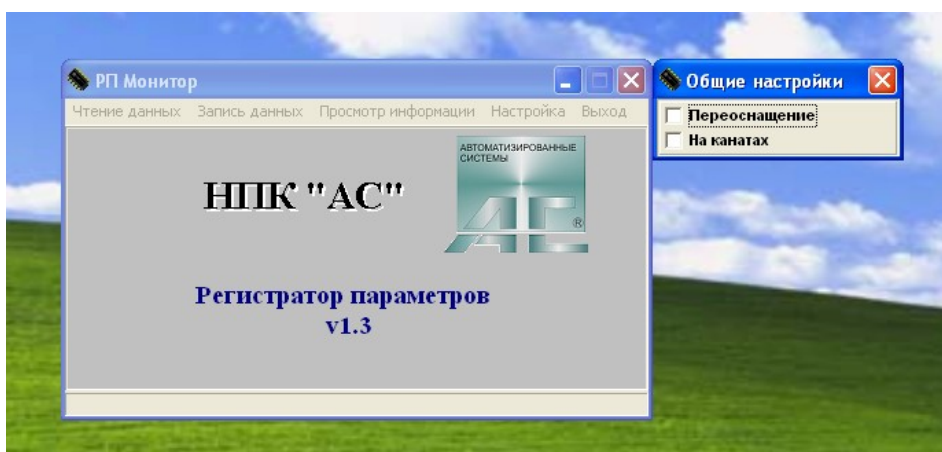 РП Монитор
Чтение данных Запись данных Просмотр информации Настройка Выход
НПК "АС"
АВТОМАТИЗИРОВАННЫЕ
СИСТЕМЫ
АС ®
Регистратор параметров
v1.3
Общие настройки
Переоснащение
На канатах